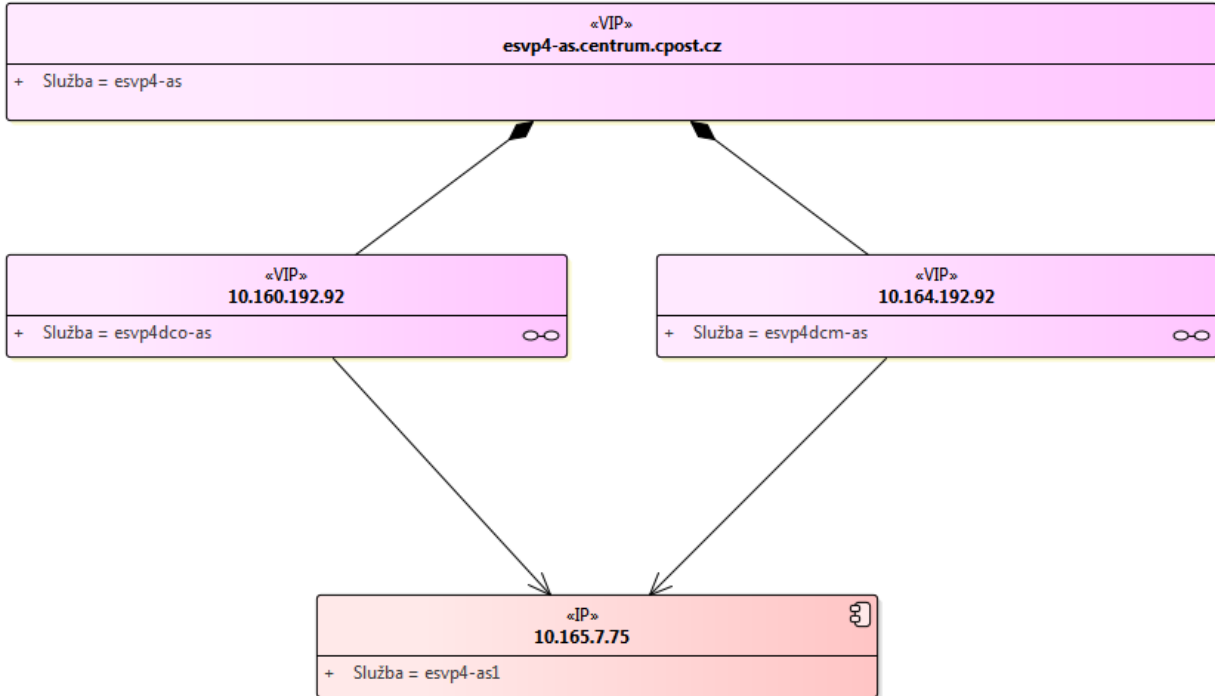 «VIP»
esvp4-as.centrum.cpost.cz
+ Služba = esvp4-as
«VIP»
10.160.192.92
+ Služba = esvp4dco-as
«VIP»
10.164.192.92
+ Služba = esvp4dcm-as
«IP»
10.165.7.75
+ Služba = esvp4-as1